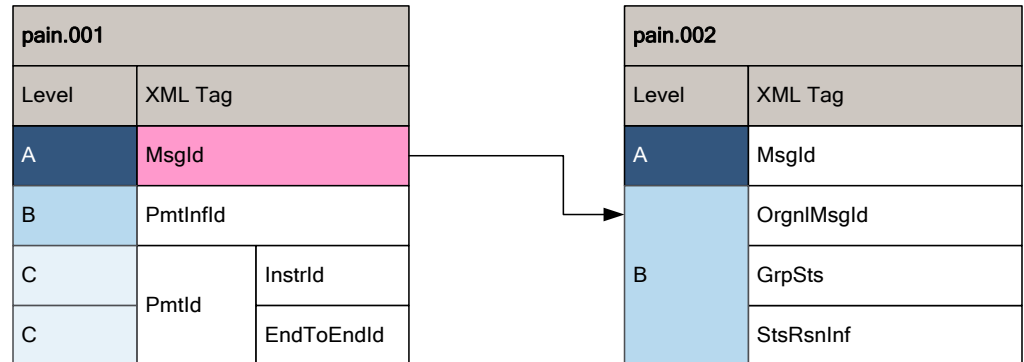 pain.001
Level XML Tag
A MsgId
B PmtInfId
C PmtId InstrId
C EndToEndId
pain.002
Level XML Tag
A MsgId
B OrgnlMsgId
GrpSts
StsRsnInf